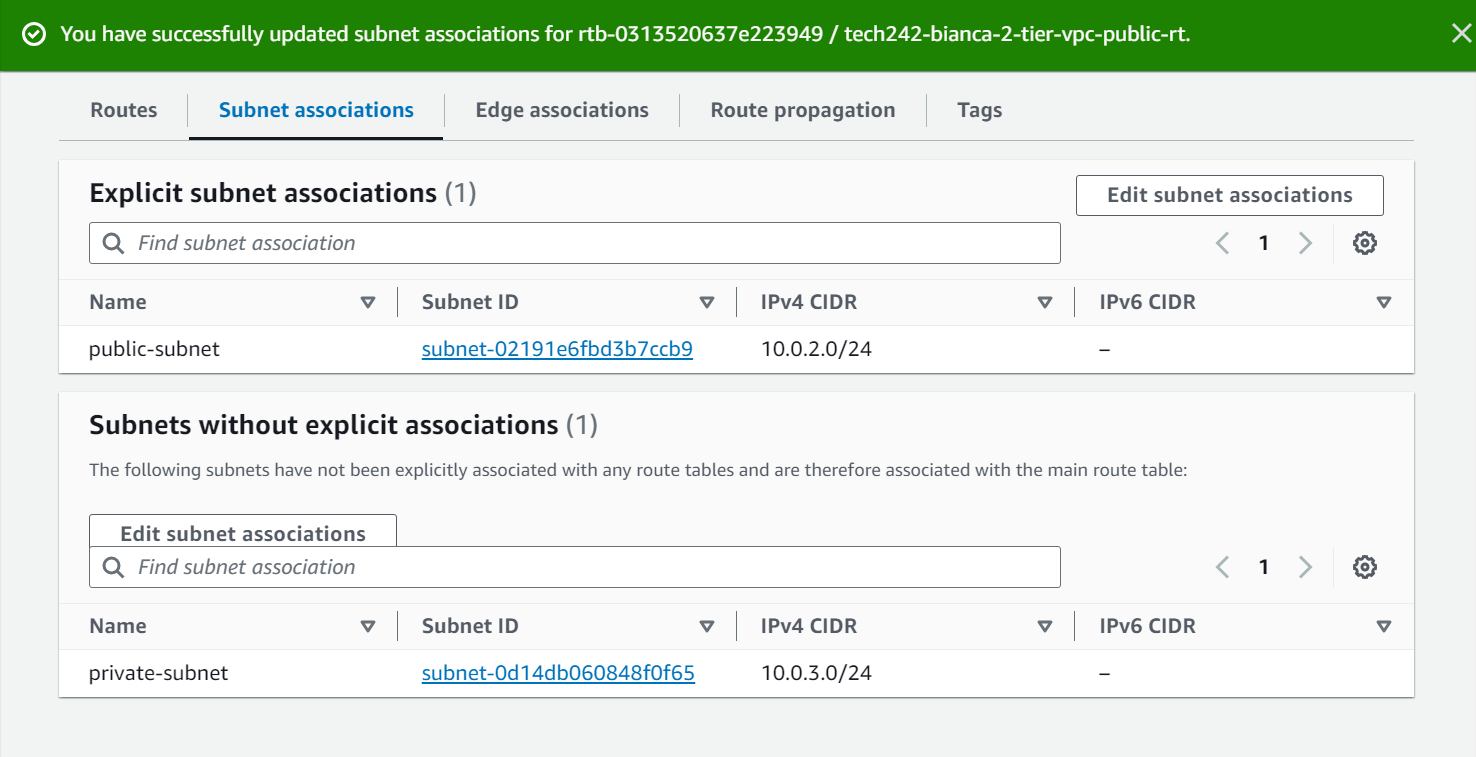 You have successfully updated subnet associations for rtb-0313520637e223949 / tech242-bianca-2-tier-vpc-public-rt.
Routes Subnet associations Edge associations Route propagation Tags
Explicit subnet associations (1)
Edit subnet associations
Find subnet association
1
Name Subnet ID IPv4 CIDR IPv6 CIDR
public-subnet subnet-02191e6fbd3b7ccb9 10.0.2.0/24 –
Subnets without explicit associations (1)
The following subnets have not been explicitly associated with any route tables and are therefore associated with the main route table:
Edit subnet associations
Find subnet association
1
Name Subnet ID IPv4 CIDR IPv6 CIDR
private-subnet subnet-0d14db060848f0f65 10.0.3.0/24 –